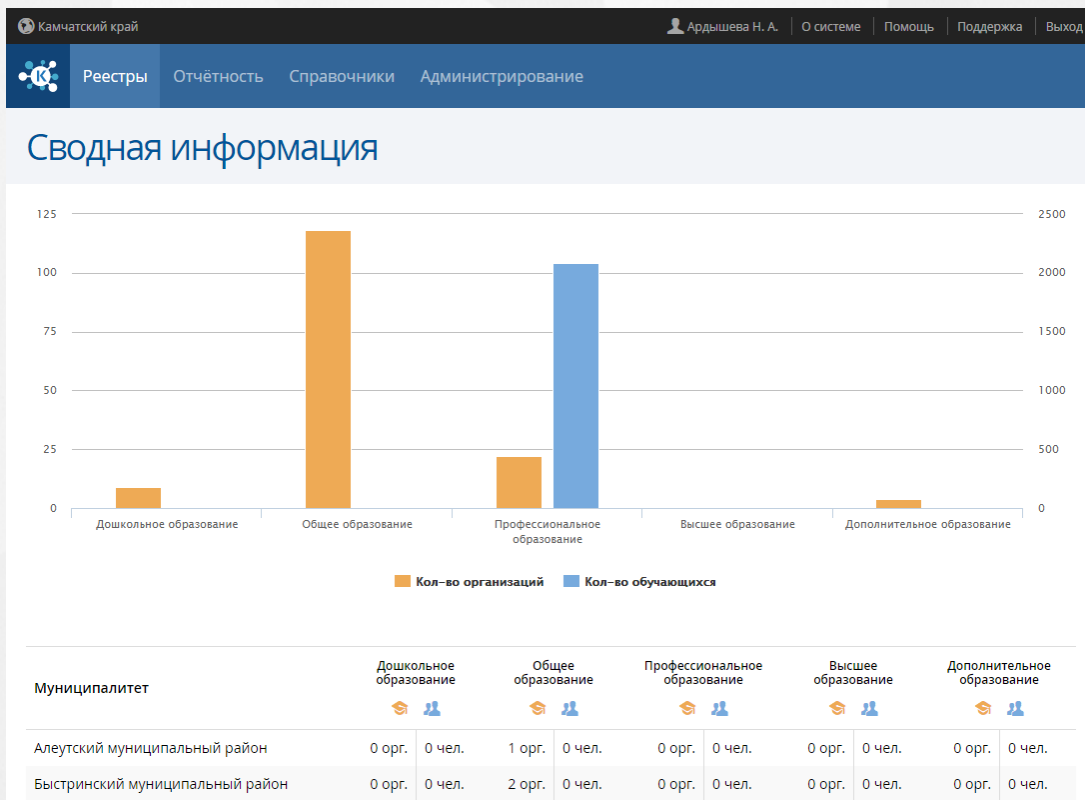 Камчатский край
Ардышева Н. А. О системе Помощь Поддержка Выход
К Реестры Отчётность Справочники Администрирование
Сводная информация
125 2500
100 2000
75 1500
50 1000
25 500
0 0
Дошкольное образование Общее образование Профессиональное образование Высшее образование Дополнительное образование
Кол-во организаций Кол-во обучающихся
Муниципалитет Дошкольное образование Общее образование Профессиональное образование Высшее образование Дополнительное образование
Алеутский муниципальный район 0 орг. 0 чел. 1 орг. 0 чел. 0 орг. 0 чел. 0 орг. 0 чел. 0 орг. 0 чел.
Быстринский муниципальный район 0 орг. 0 чел. 2 орг. 0 чел. 0 орг. 0 чел. 0 орг. 0 чел. 0 орг. 0 чел.